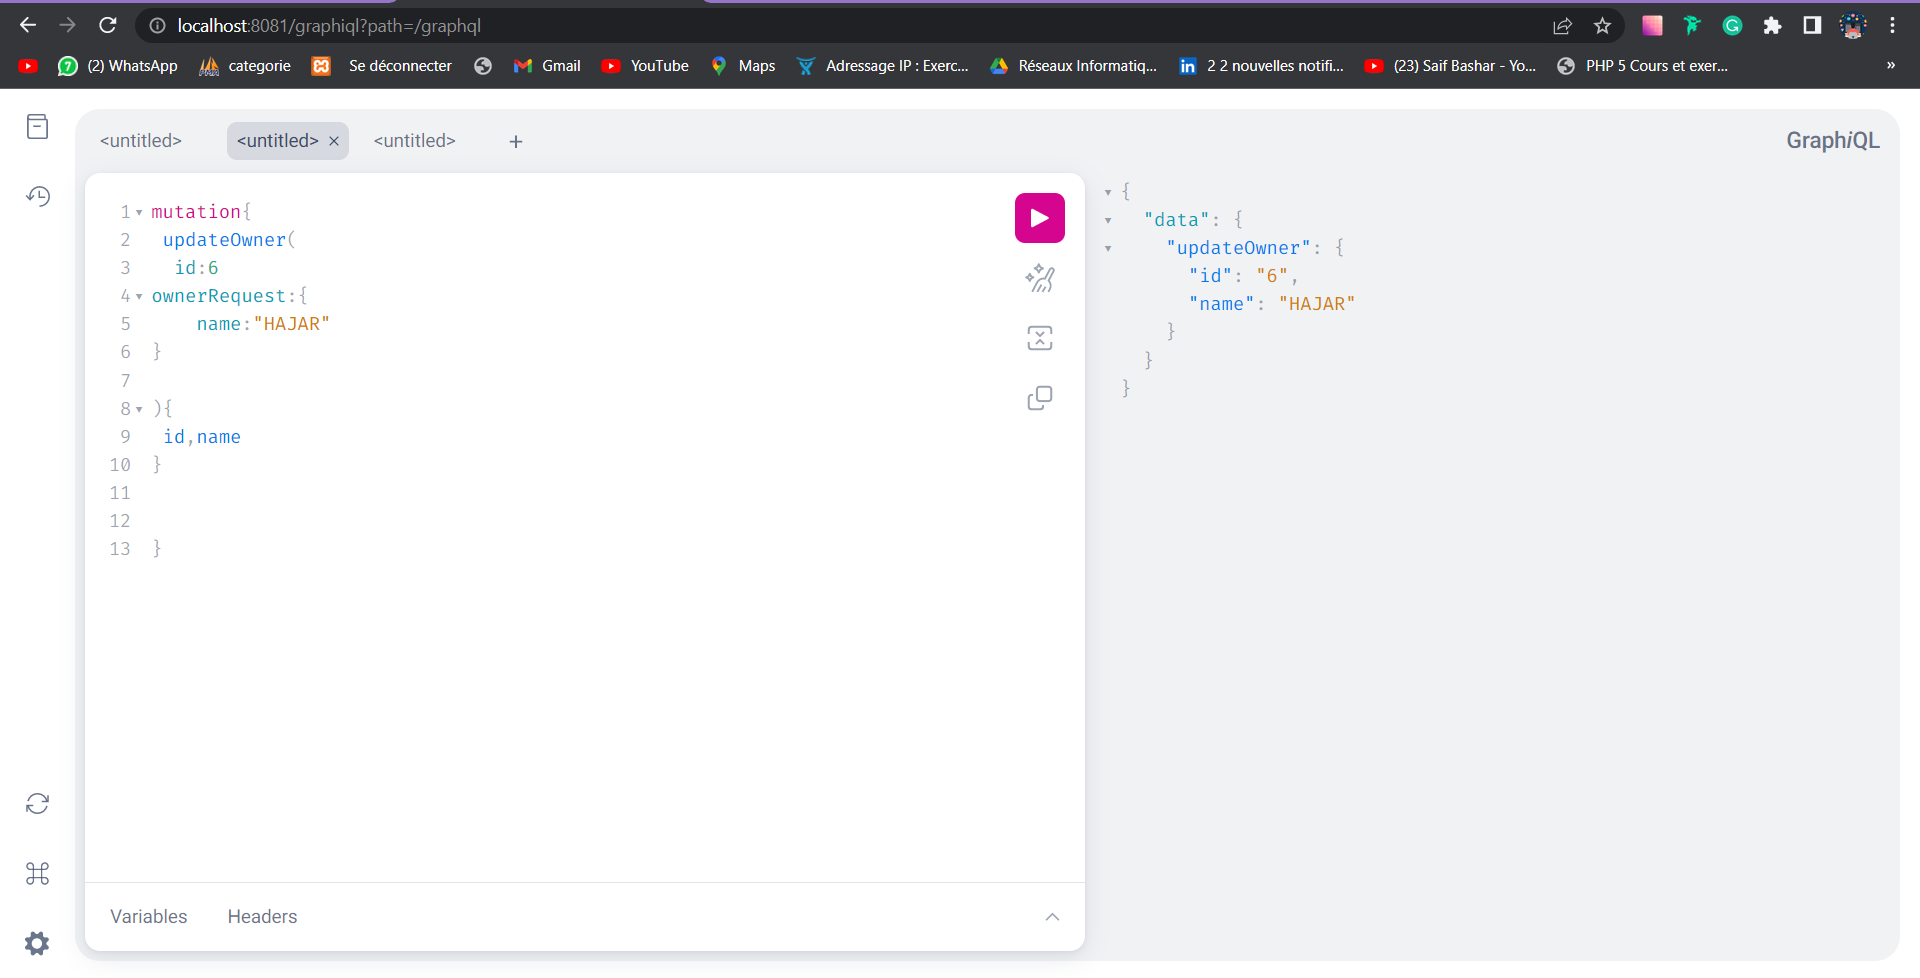 localhost:8081/graphiql?path=/graphql
7 (2) WhatsApp PMA categorie Se déconnecter Gmail YouTube Maps Adressage IP : Exerc... Réseaux Informatiq... in 2 2 nouvelles notifi... (23) Saif Bashar - Yo... PHP 5 Cours et exer... »
<untitled> <untitled> × <untitled> + GraphiQL
1 mutation{
2 updateOwner(
3 id:6
4 ownerRequest:{
5 name:"HAJAR"
6 }
7
8 ){
9 id,name
10 }
11
12
13 }
{
"data": {
"updateOwner": {
"id": "6",
"name": "HAJAR"
}
}
}
Variables Headers